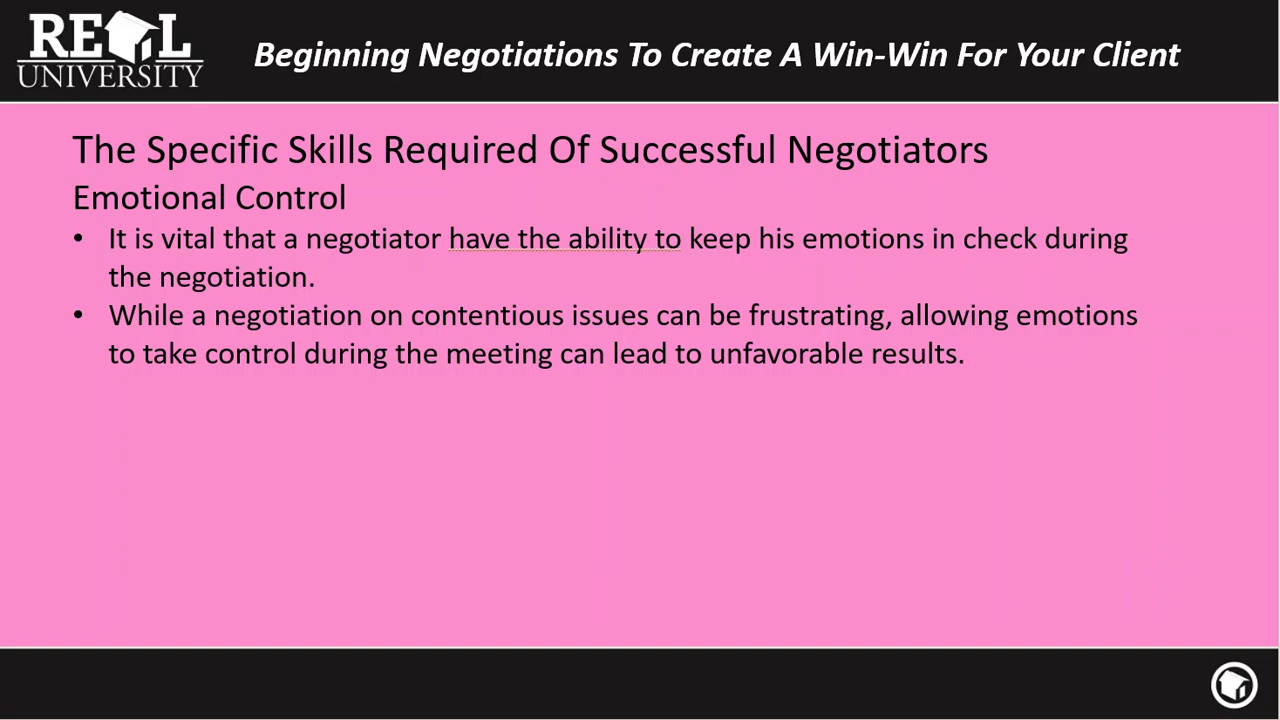 REAL
UNIVERSITY
Beginning Negotiations To Create A Win-Win For Your Client
The Specific Skills Required Of Successful Negotiators
Emotional Control
• It is vital that a negotiator have the ability to keep his emotions in check during
the negotiation.
• While a negotiation on contentious issues can be frustrating, allowing emotions
to take control during the meeting can lead to unfavorable results.